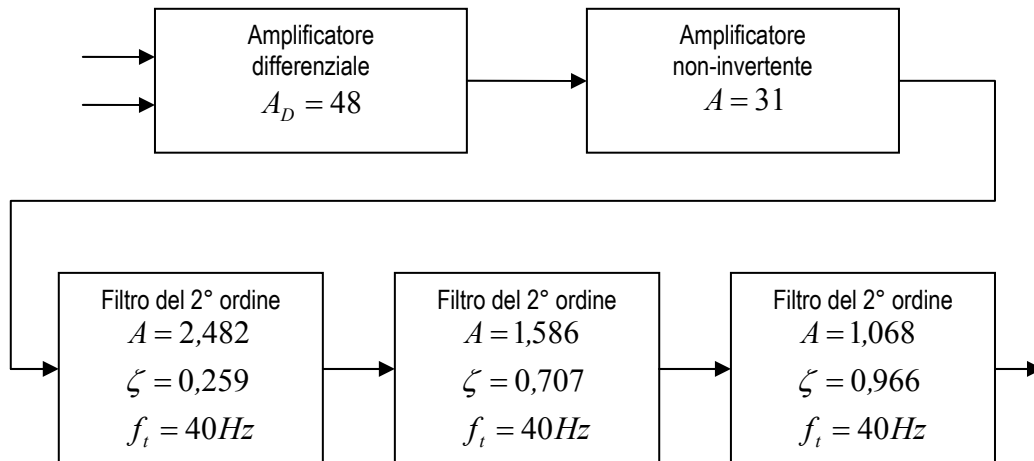 Amplificatore
differenziale
A_D = 48
Amplificatore
non-invertente
A = 31
Filtro del 2° ordine
A = 2,482
ζ = 0,259
f_t = 40Hz
Filtro del 2° ordine
A = 1,586
ζ = 0,707
f_t = 40Hz
Filtro del 2° ordine
A = 1,068
ζ = 0,966
f_t = 40Hz